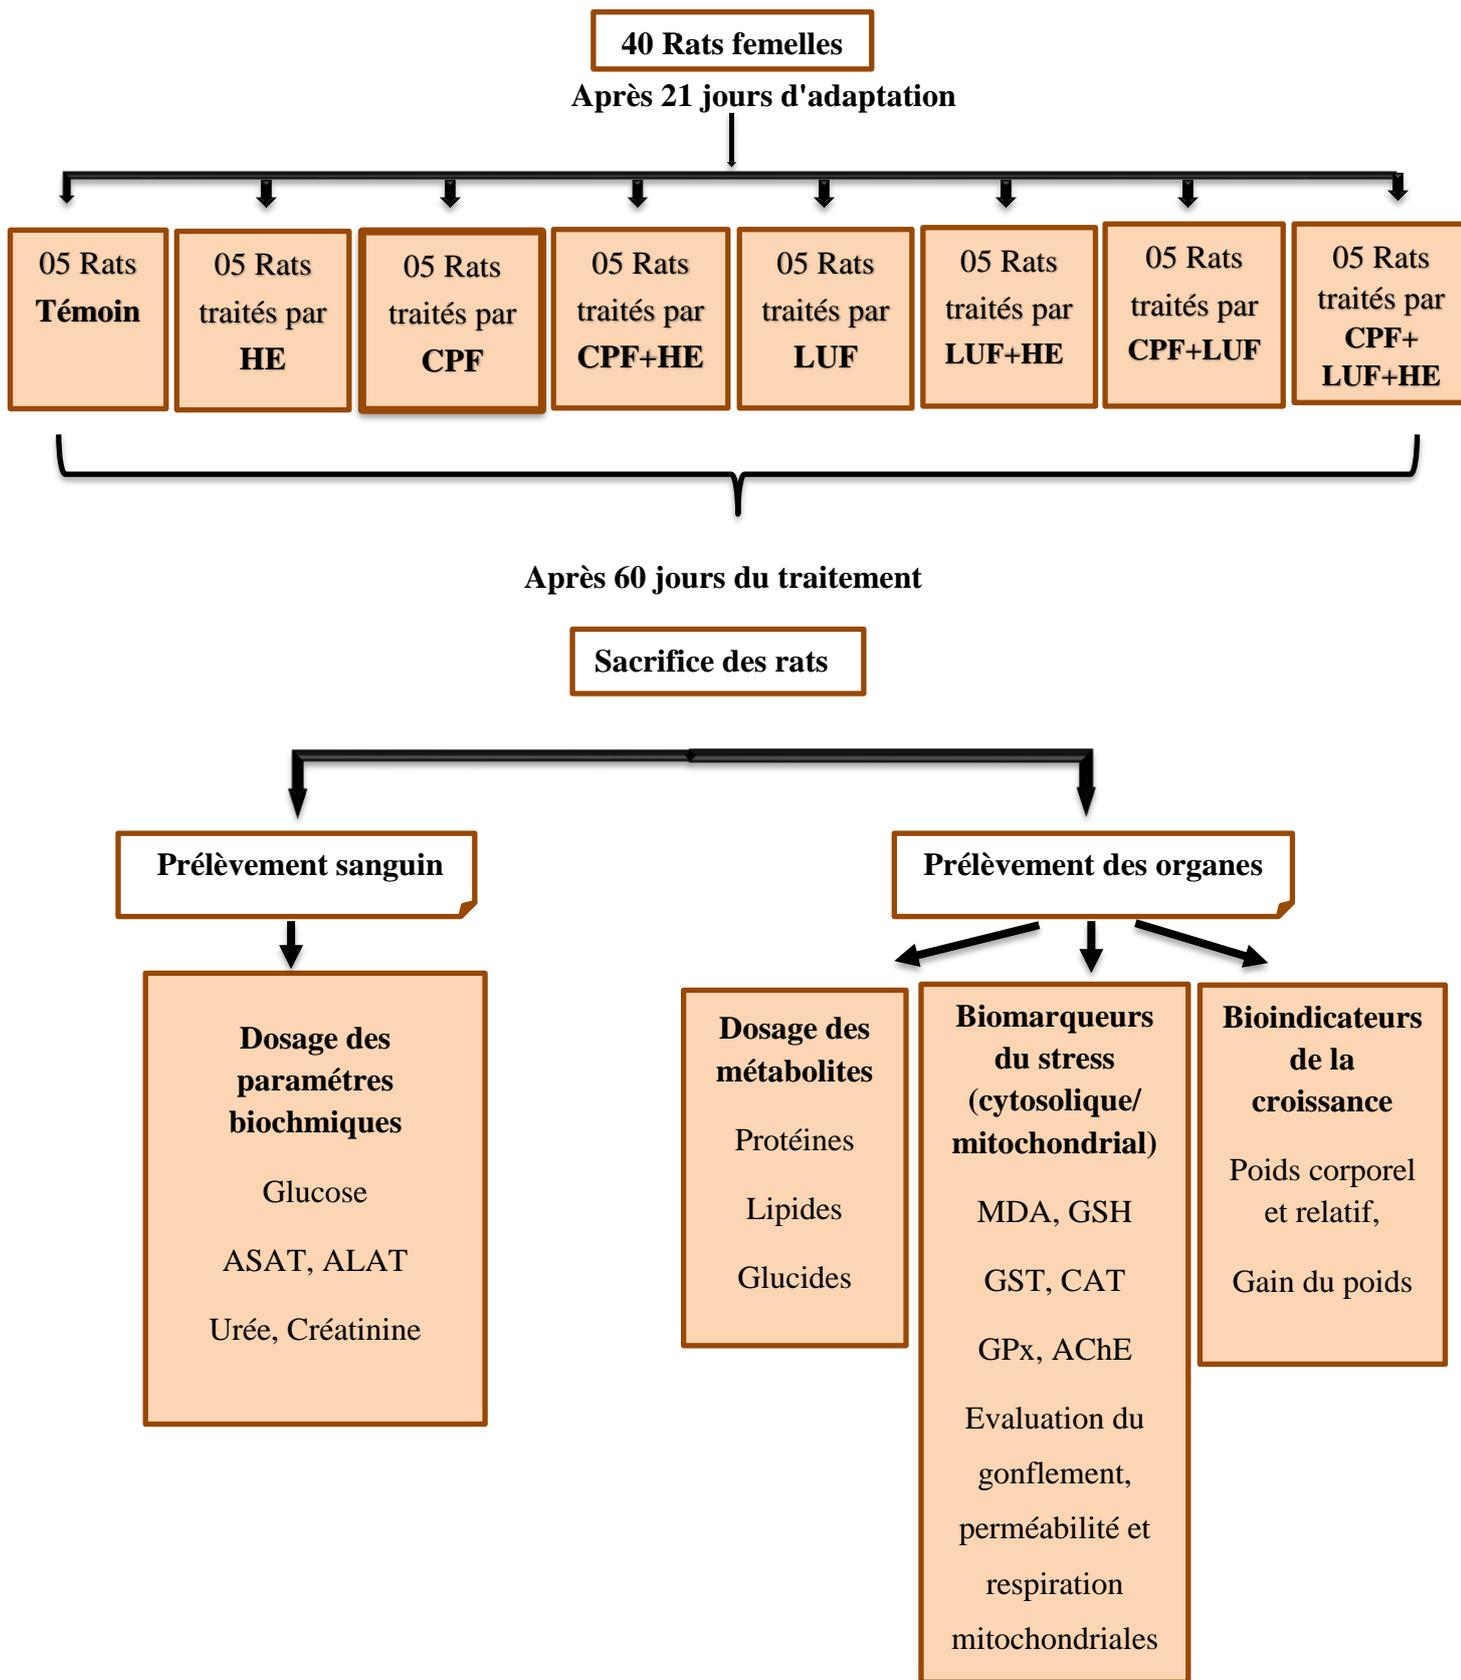 40 Rats femelles
Après 21 jours d'adaptation
05 Rats
Témoin
05 Rats
traités par
HE
05 Rats
traités par
CPF
05 Rats
traités par
CPF+HE
05 Rats
traités par
LUF
05 Rats
traités par
LUF+HE
05 Rats
traités par
CPF+LUF
05 Rats
traités par
CPF+
LUF+HE
Après 60 jours du traitement
Sacrifice des rats
Prélèvement sanguin
Dosage des
paramétres
biochmiques
Glucose
ASAT, ALAT
Urée, Créatinine
Prélèvement des organes
Dosage des
métabolites
Protéines
Lipides
Glucides
Biomarqueurs
du stress
(cytosolique/
mitochondrial)
MDA, GSH
GST, CAT
GPx, AChE
Evaluation du
gonflement,
perméabilité et
respiration
mitochondriales
Bioindicateurs
de la
croissance
Poids corporel
et relatif,
Gain du poids